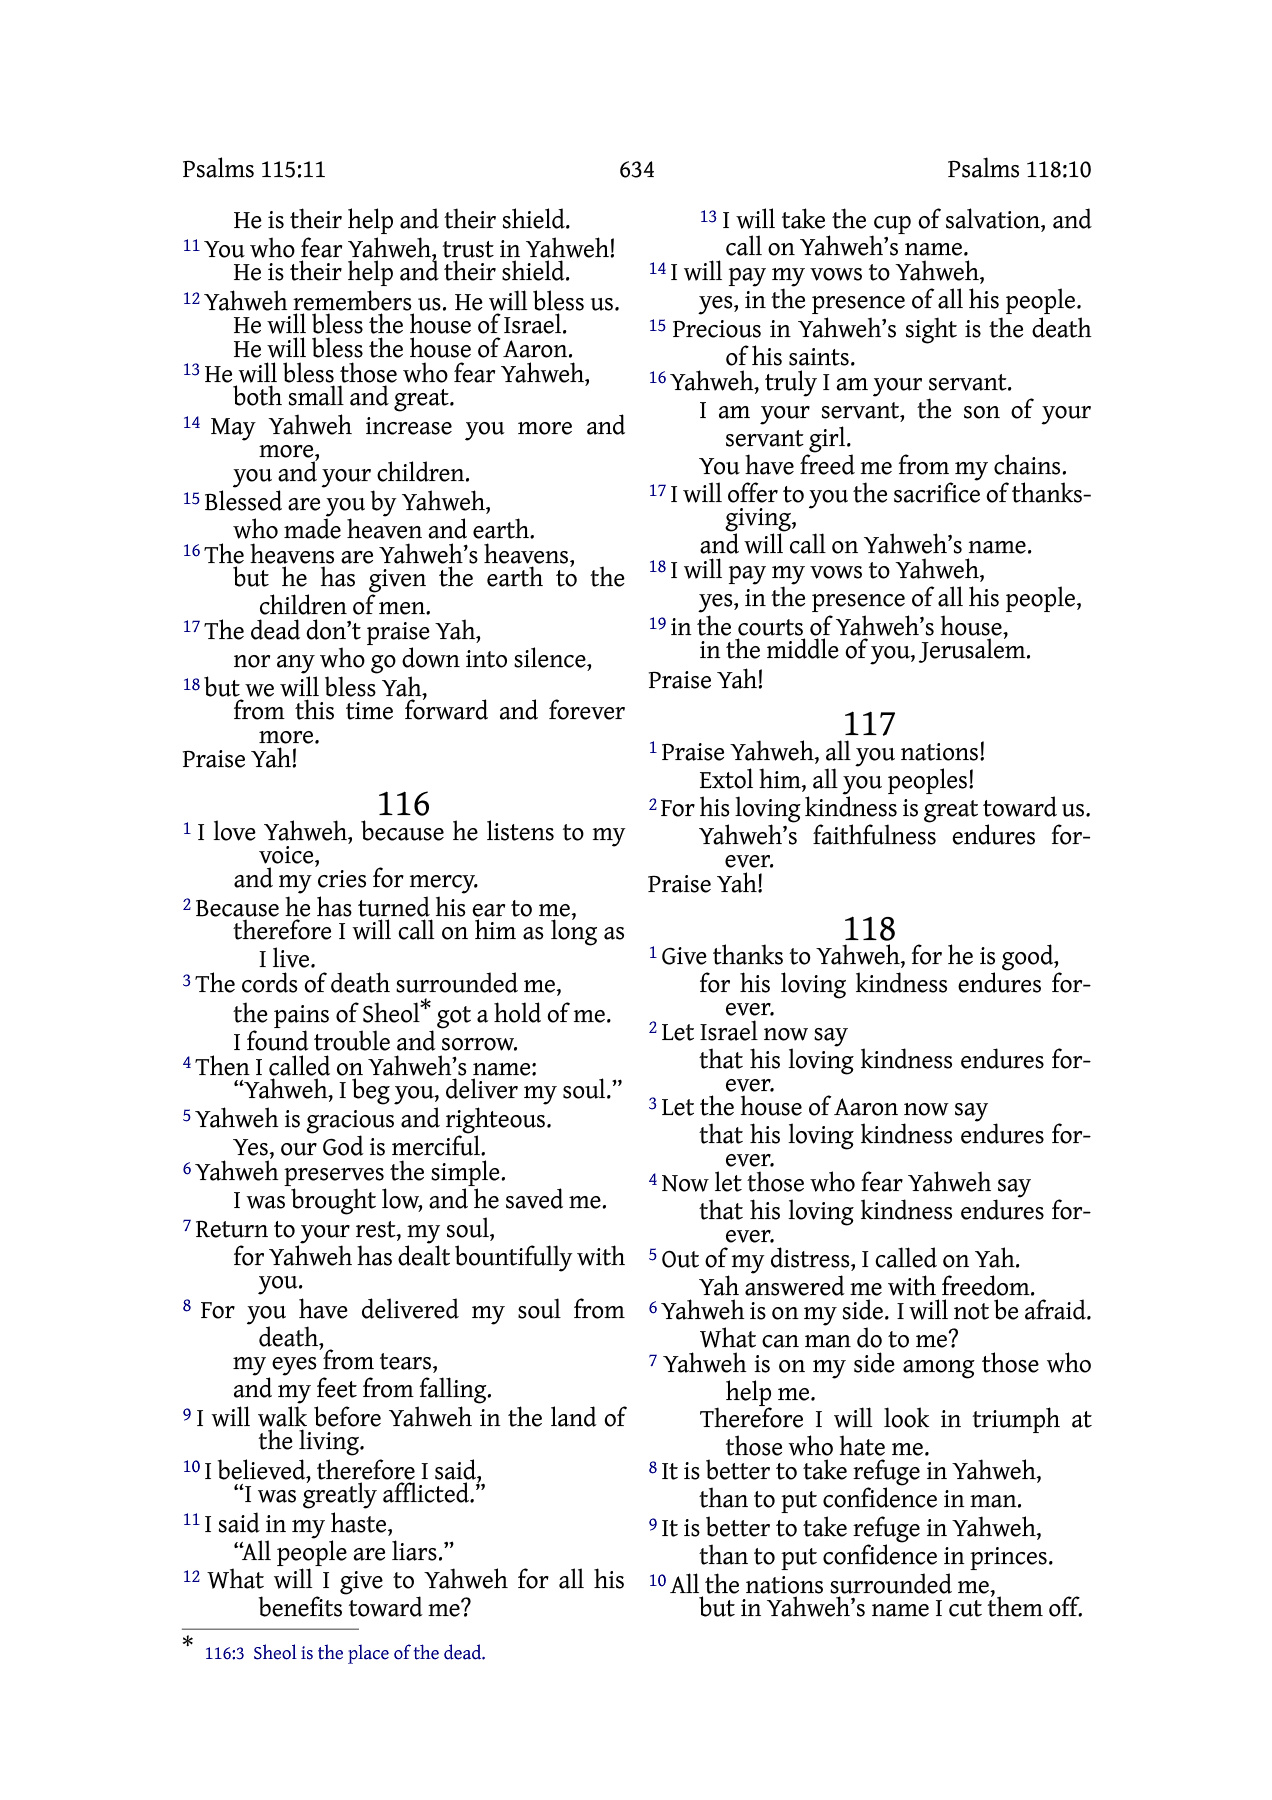 Psalms 115:11 634 Psalms 118:10
He is their help and their shield.
11 You who fear Yahweh, trust in Yahweh!
He is their help and their shield.
12 Yahweh remembers us. He will bless us.
He will bless the house of Israel.
He will bless the house of Aaron.
13 He will bless those who fear Yahweh,
both small and great.
14 May Yahweh increase you more and
more,
you and your children.
15 Blessed are you by Yahweh,
who made heaven and earth.
16 The heavens are Yahweh’s heavens,
but he has given the earth to the
children of men.
17 The dead don’t praise Yah,
nor any who go down into silence,
18 but we will bless Yah,
from this time forward and forever
more.
Praise Yah!
116
1 I love Yahweh, because he listens to my
voice,
and my cries for mercy.
2 Because he has turned his ear to me,
therefore I will call on him as long as
I live.
3 The cords of death surrounded me,
the pains of Sheol* got a hold of me.
I found trouble and sorrow.
4 Then I called on Yahweh’s name:
“Yahweh, I beg you, deliver my soul.”
5 Yahweh is gracious and righteous.
Yes, our God is merciful.
6 Yahweh preserves the simple.
I was brought low, and he saved me.
7 Return to your rest, my soul,
for Yahweh has dealt bountifully with
you.
8 For you have delivered my soul from
death,
my eyes from tears,
and my feet from falling.
9 I will walk before Yahweh in the land of
the living.
10 I believed, therefore I said,
“I was greatly afflicted.”
11 I said in my haste,
“All people are liars.”
12 What will I give to Yahweh for all his
benefits toward me?
* 116:3 Sheol is the place of the dead.
13 I will take the cup of salvation, and
call on Yahweh’s name.
14 I will pay my vows to Yahweh,
yes, in the presence of all his people.
15 Precious in Yahweh’s sight is the death
of his saints.
16 Yahweh, truly I am your servant.
I am your servant, the son of your
servant girl.
You have freed me from my chains.
17 I will offer to you the sacrifice of thanks-
giving,
and will call on Yahweh’s name.
18 I will pay my vows to Yahweh,
yes, in the presence of all his people,
19 in the courts of Yahweh’s house,
in the middle of you, Jerusalem.
Praise Yah!
117
1 Praise Yahweh, all you nations!
Extol him, all you peoples!
2 For his loving kindness is great toward us.
Yahweh’s faithfulness endures for-
ever.
Praise Yah!
118
1 Give thanks to Yahweh, for he is good,
for his loving kindness endures for-
ever.
2 Let Israel now say
that his loving kindness endures for-
ever.
3 Let the house of Aaron now say
that his loving kindness endures for-
ever.
4 Now let those who fear Yahweh say
that his loving kindness endures for-
ever.
5 Out of my distress, I called on Yah.
Yah answered me with freedom.
6 Yahweh is on my side. I will not be afraid.
What can man do to me?
7 Yahweh is on my side among those who
help me.
Therefore I will look in triumph at
those who hate me.
8 It is better to take refuge in Yahweh,
than to put confidence in man.
9 It is better to take refuge in Yahweh,
than to put confidence in princes.
10 All the nations surrounded me,
but in Yahweh’s name I cut them off.